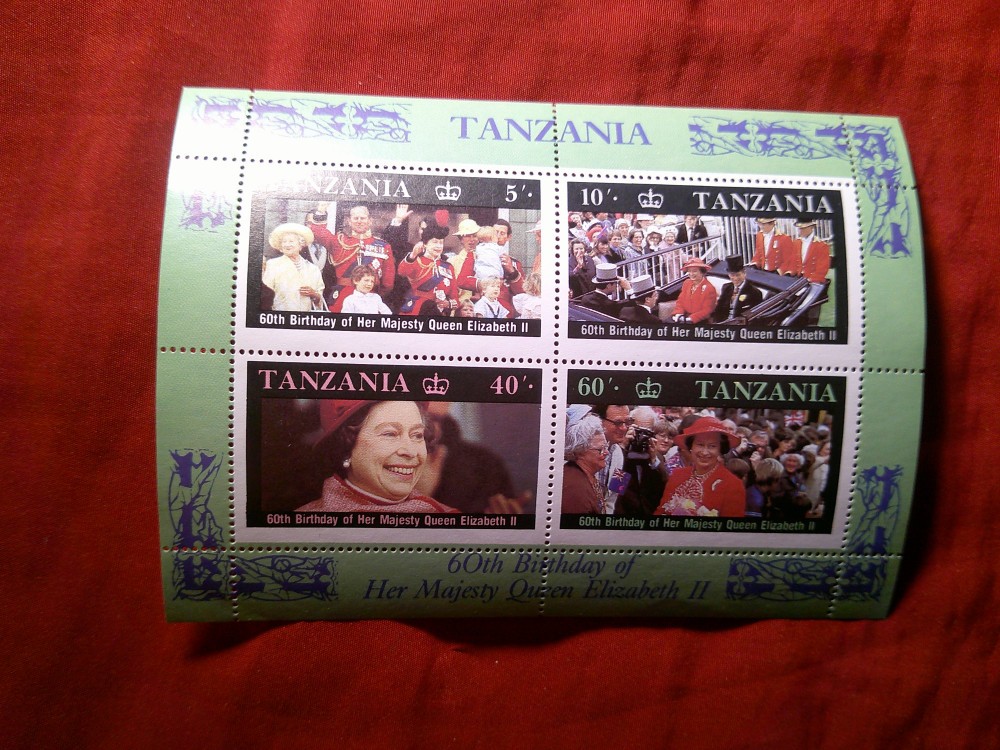 TANZANIA
TANZANIA 5/·
60th Birthday of Her Majesty Queen Elizabeth II
10/· TANZANIA
60th Birthday of Her Majesty Queen Elizabeth II
TANZANIA 40/·
60th Birthday of Her Majesty Queen Elizabeth II
60/· TANZANIA
60th Birthday of Her Majesty Queen Elizabeth II
60th Birthday of
Her Majesty Queen Elizabeth II